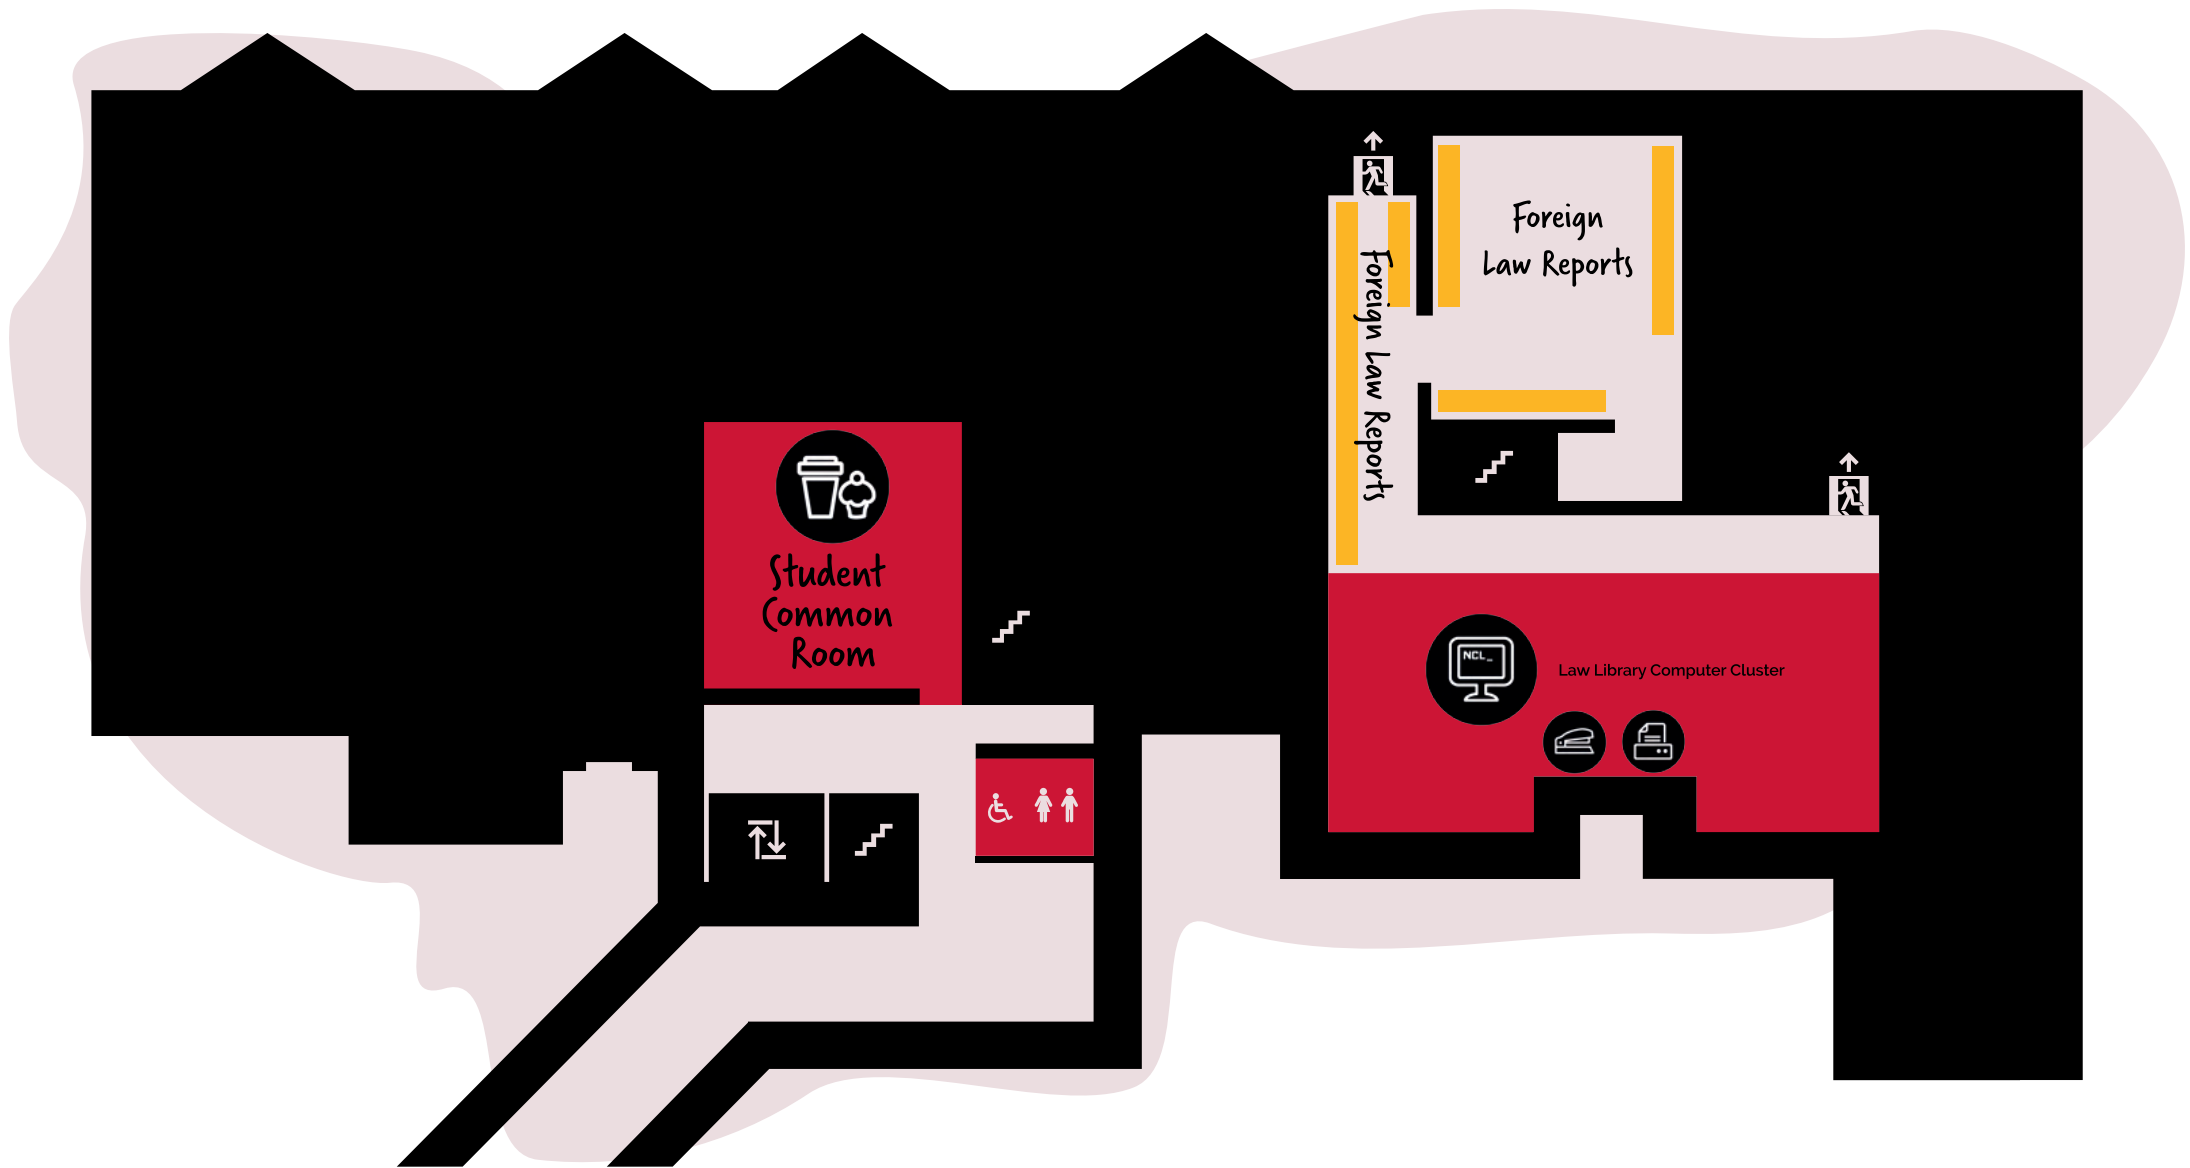 Foreign
Law Reports
Foreign Law Reports
Student
Common
Room
NCL_
Law Library Computer Cluster